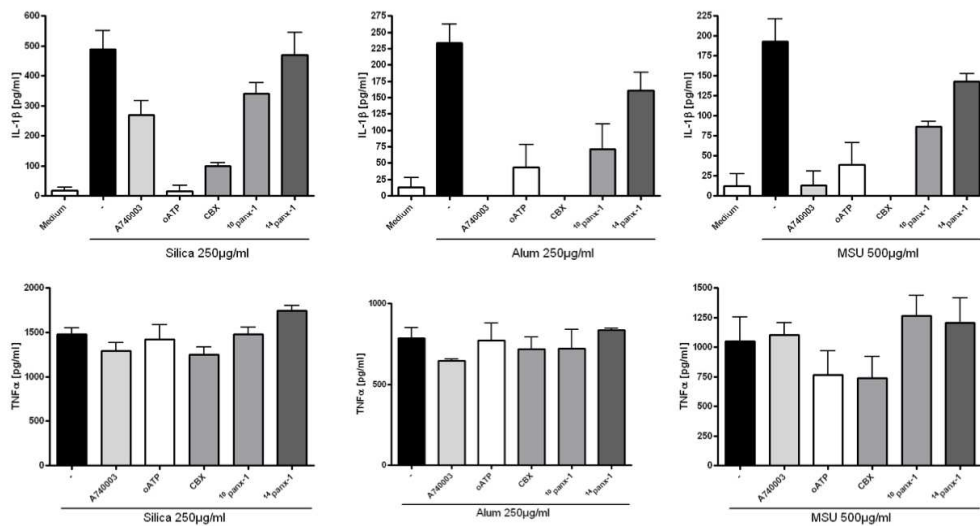 600
500
400
300
200
100
0
IL-1β [pg/ml]
Medium
-
A740003
oATP
CBX
¹⁰panx-1
¹⁴panx-1
Silica 250µg/ml
275
250
225
200
175
150
125
100
75
50
25
0
IL-1β [pg/ml]
Medium
-
A740003
oATP
CBX
¹⁰panx-1
¹⁴panx-1
Alum 250µg/ml
225
200
175
150
125
100
75
50
25
0
IL-1β [pg/ml]
Medium
-
A740003
oATP
CBX
¹⁰panx-1
¹⁴panx-1
MSU 500µg/ml
2000
1500
1000
500
0
TNFα [pg/ml]
-
A740003
oATP
CBX
¹⁰panx-1
¹⁴panx-1
Silica 250µg/ml
1000
750
500
250
0
TNFα [pg/ml]
-
A740003
oATP
CBX
¹⁰panx-1
¹⁴panx-1
Alum 250µg/ml
1500
1250
1000
750
500
250
0
TNFα [pg/ml]
-
A740003
oATP
CBX
¹⁰panx-1
¹⁴panx-1
MSU 500µg/ml